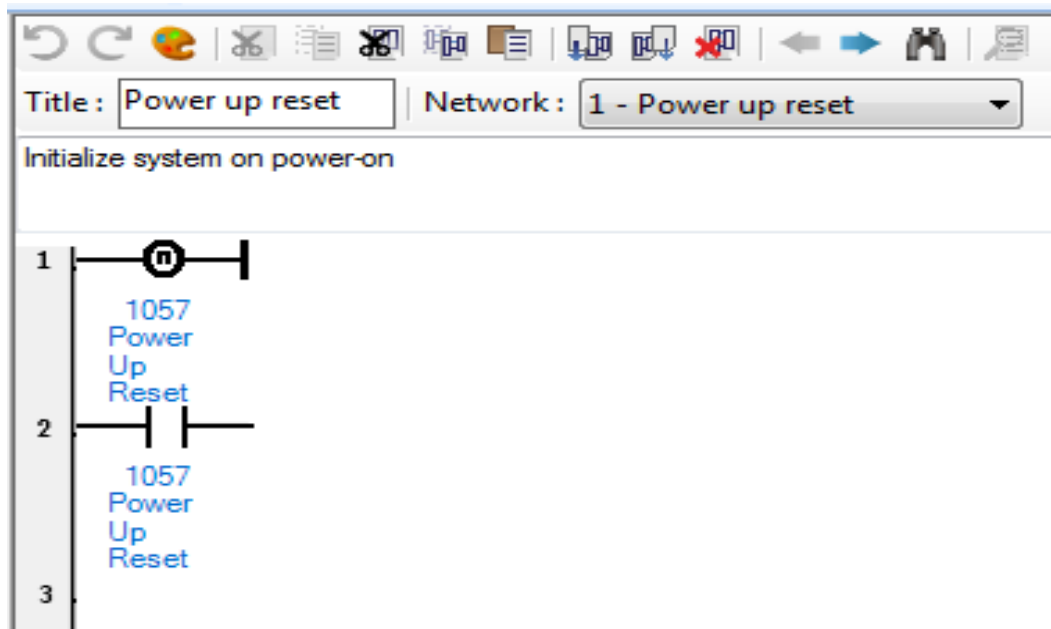 Title : Power up reset Network : 1 - Power up reset
Initialize system on power-on
1
1057
Power
Up
Reset
2
1057
Power
Up
Reset
3